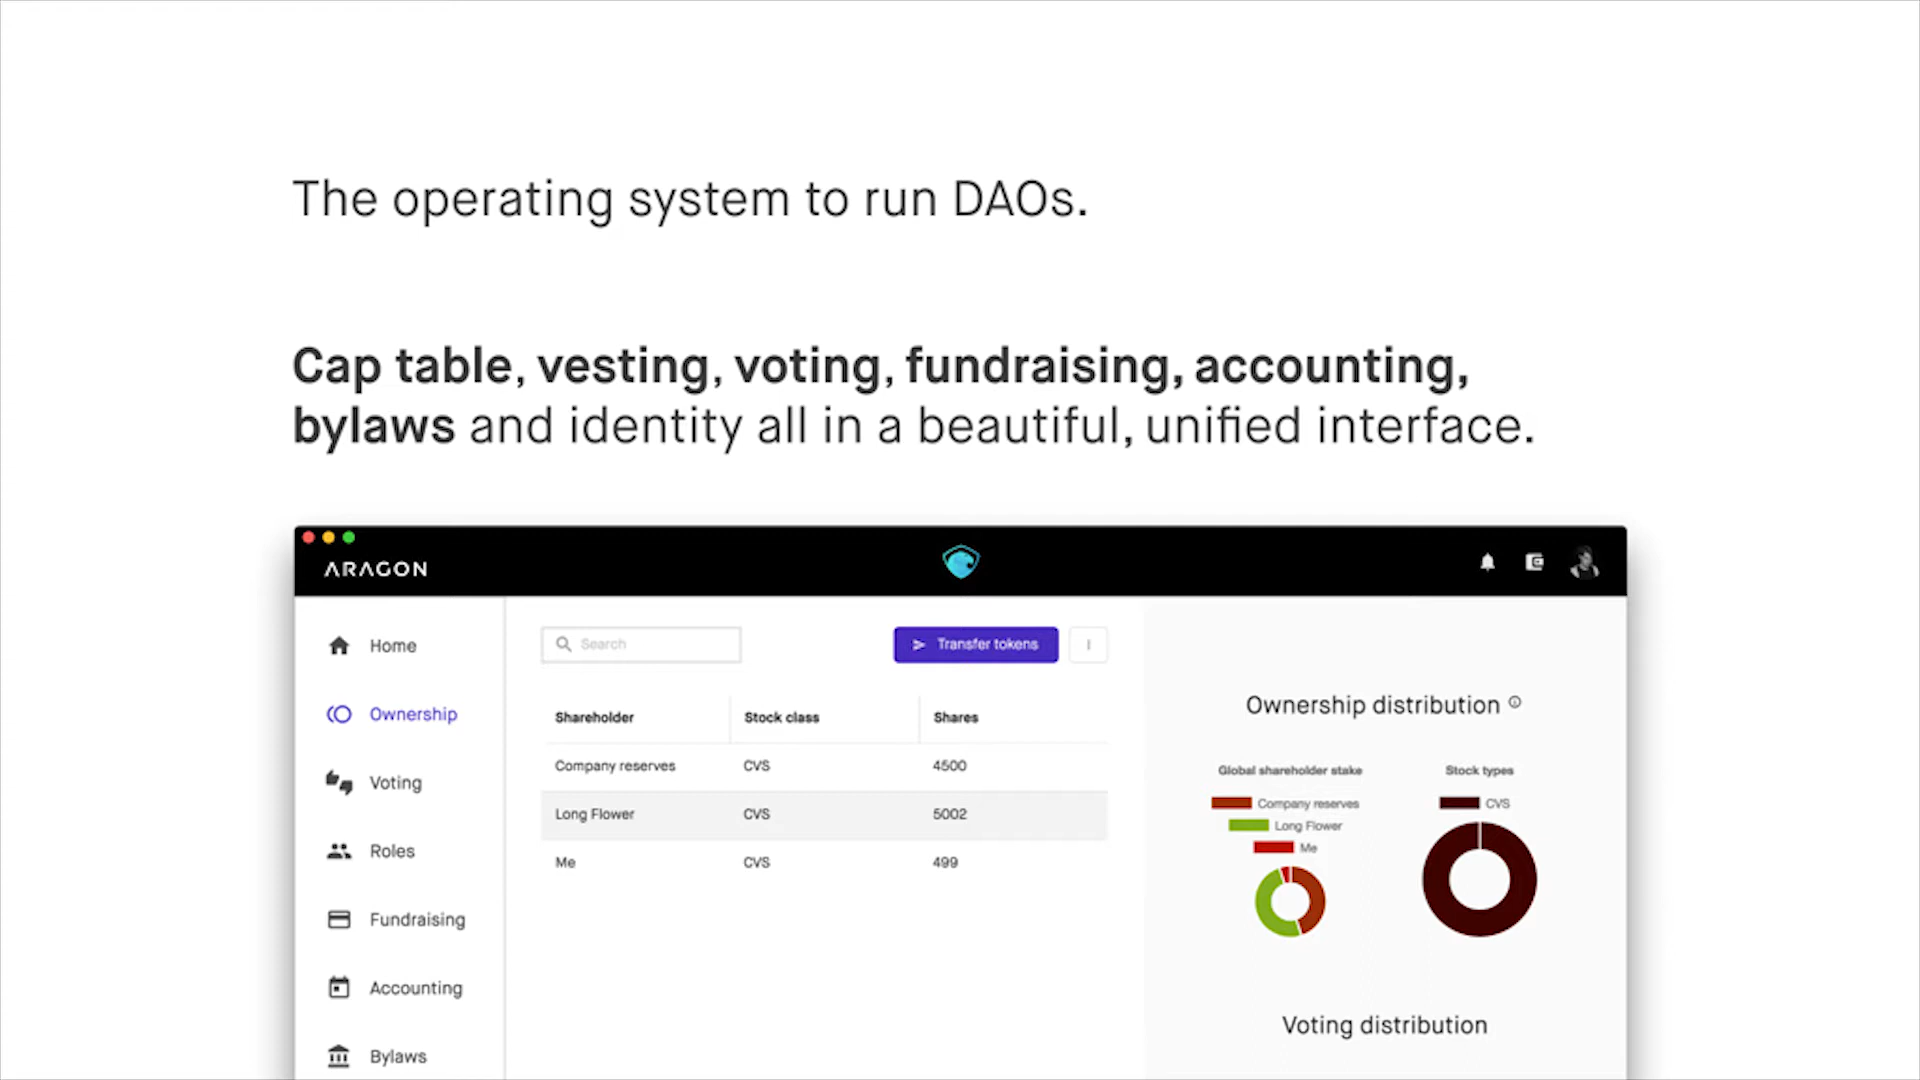 The operating system to run DAOs.
Cap table, vesting, voting, fundraising, accounting,
bylaws and identity all in a beautiful, unified interface.
ARAGON
Home
Ownership
Voting
Roles
Fundraising
Accounting
Bylaws
Search
Transfer tokens
Shareholder Stock class Shares
Company reserves CVS 4500
Long Flower CVS 5002
Me CVS 499
Ownership distribution
Global shareholder stake
Company reserves
Long Flower
Me
Stock types
CVS
Voting distribution